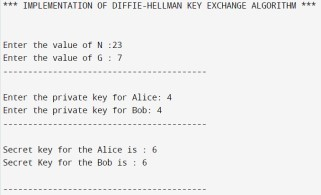 *** IMPLEMENTATION OF DIFFIE-HELLMAN KEY EXCHANGE ALGORITHM ***
Enter the value of N :23
Enter the value of G : 7
-----------------------------------------
Enter the private key for Alice: 4
Enter the private key for Bob: 4
-----------------------------------------
Secret key for the Alice is : 6
Secret Key for the Bob is : 6
-----------------------------------------